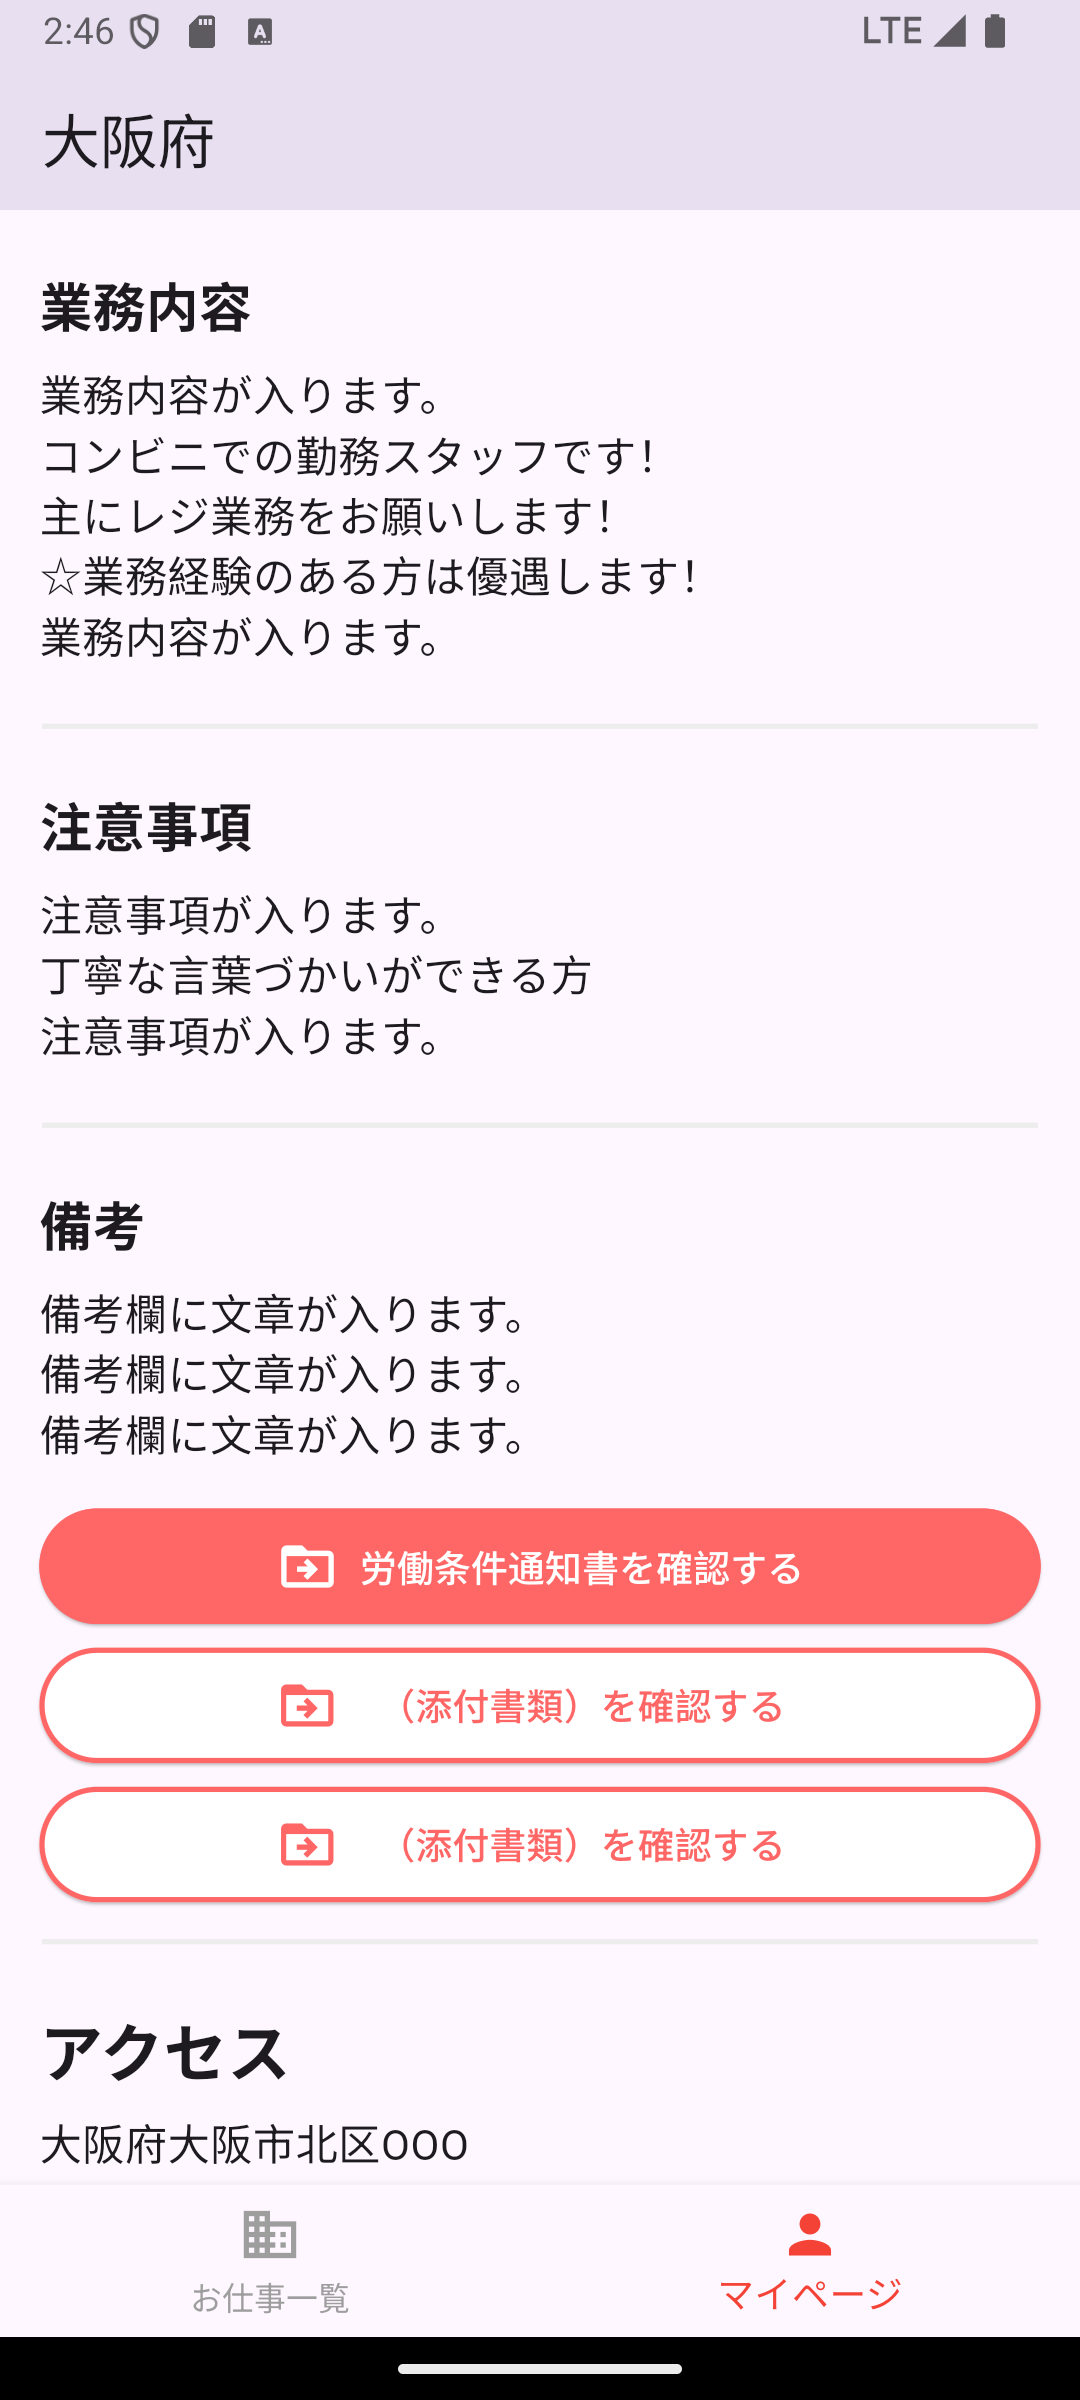 2:46
LTE
大阪府
業務内容
業務内容が入ります。
コンビニでの勤務スタッフです！
主にレジ業務をお願いします！
☆業務経験のある方は優遇します！
業務内容が入ります。
注意事項
注意事項が入ります。
丁寧な言葉づかいができる方
注意事項が入ります。
備考
備考欄に文章が入ります。
備考欄に文章が入ります。
備考欄に文章が入ります。
労働条件通知書を確認する
（添付書類）を確認する
（添付書類）を確認する
アクセス
大阪府大阪市北区OOO
お仕事一覧
マイページ